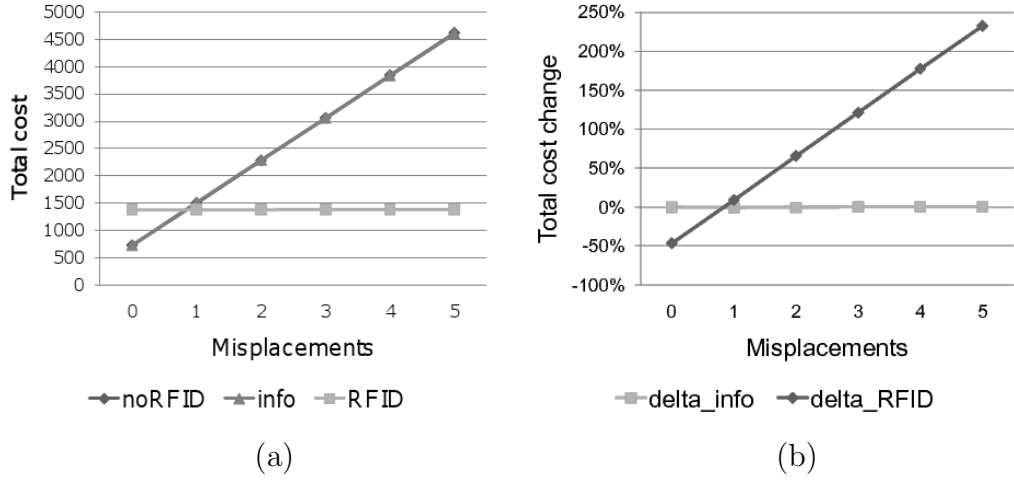 5000
4500
4000
3500
3000
2500
2000
1500
1000
500
0
Total cost
0 1 2 3 4 5
Misplacements
noRFID info RFID
(a)
250%
200%
150%
100%
50%
0%
-50%
-100%
Total cost change
0 1 2 3 4 5
Misplacements
delta_info delta_RFID
(b)